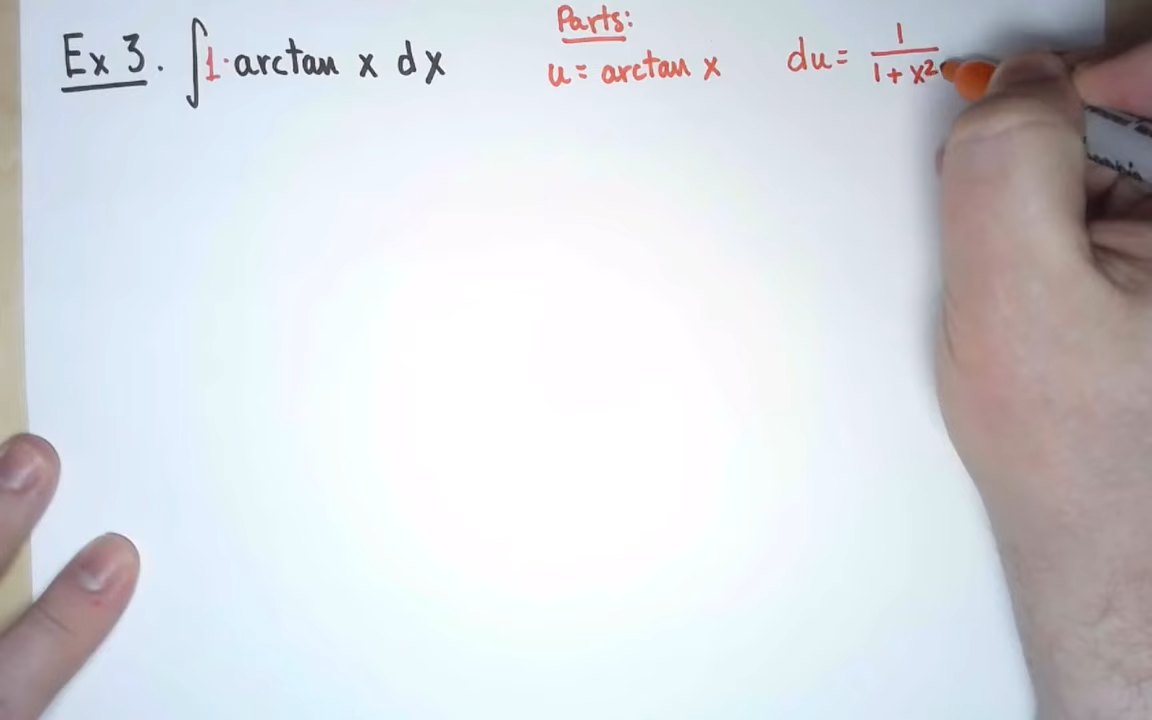 Ex 3. ∫1·arctan x dx
Parts:
u = arctan x
du = 1/(1+x²)